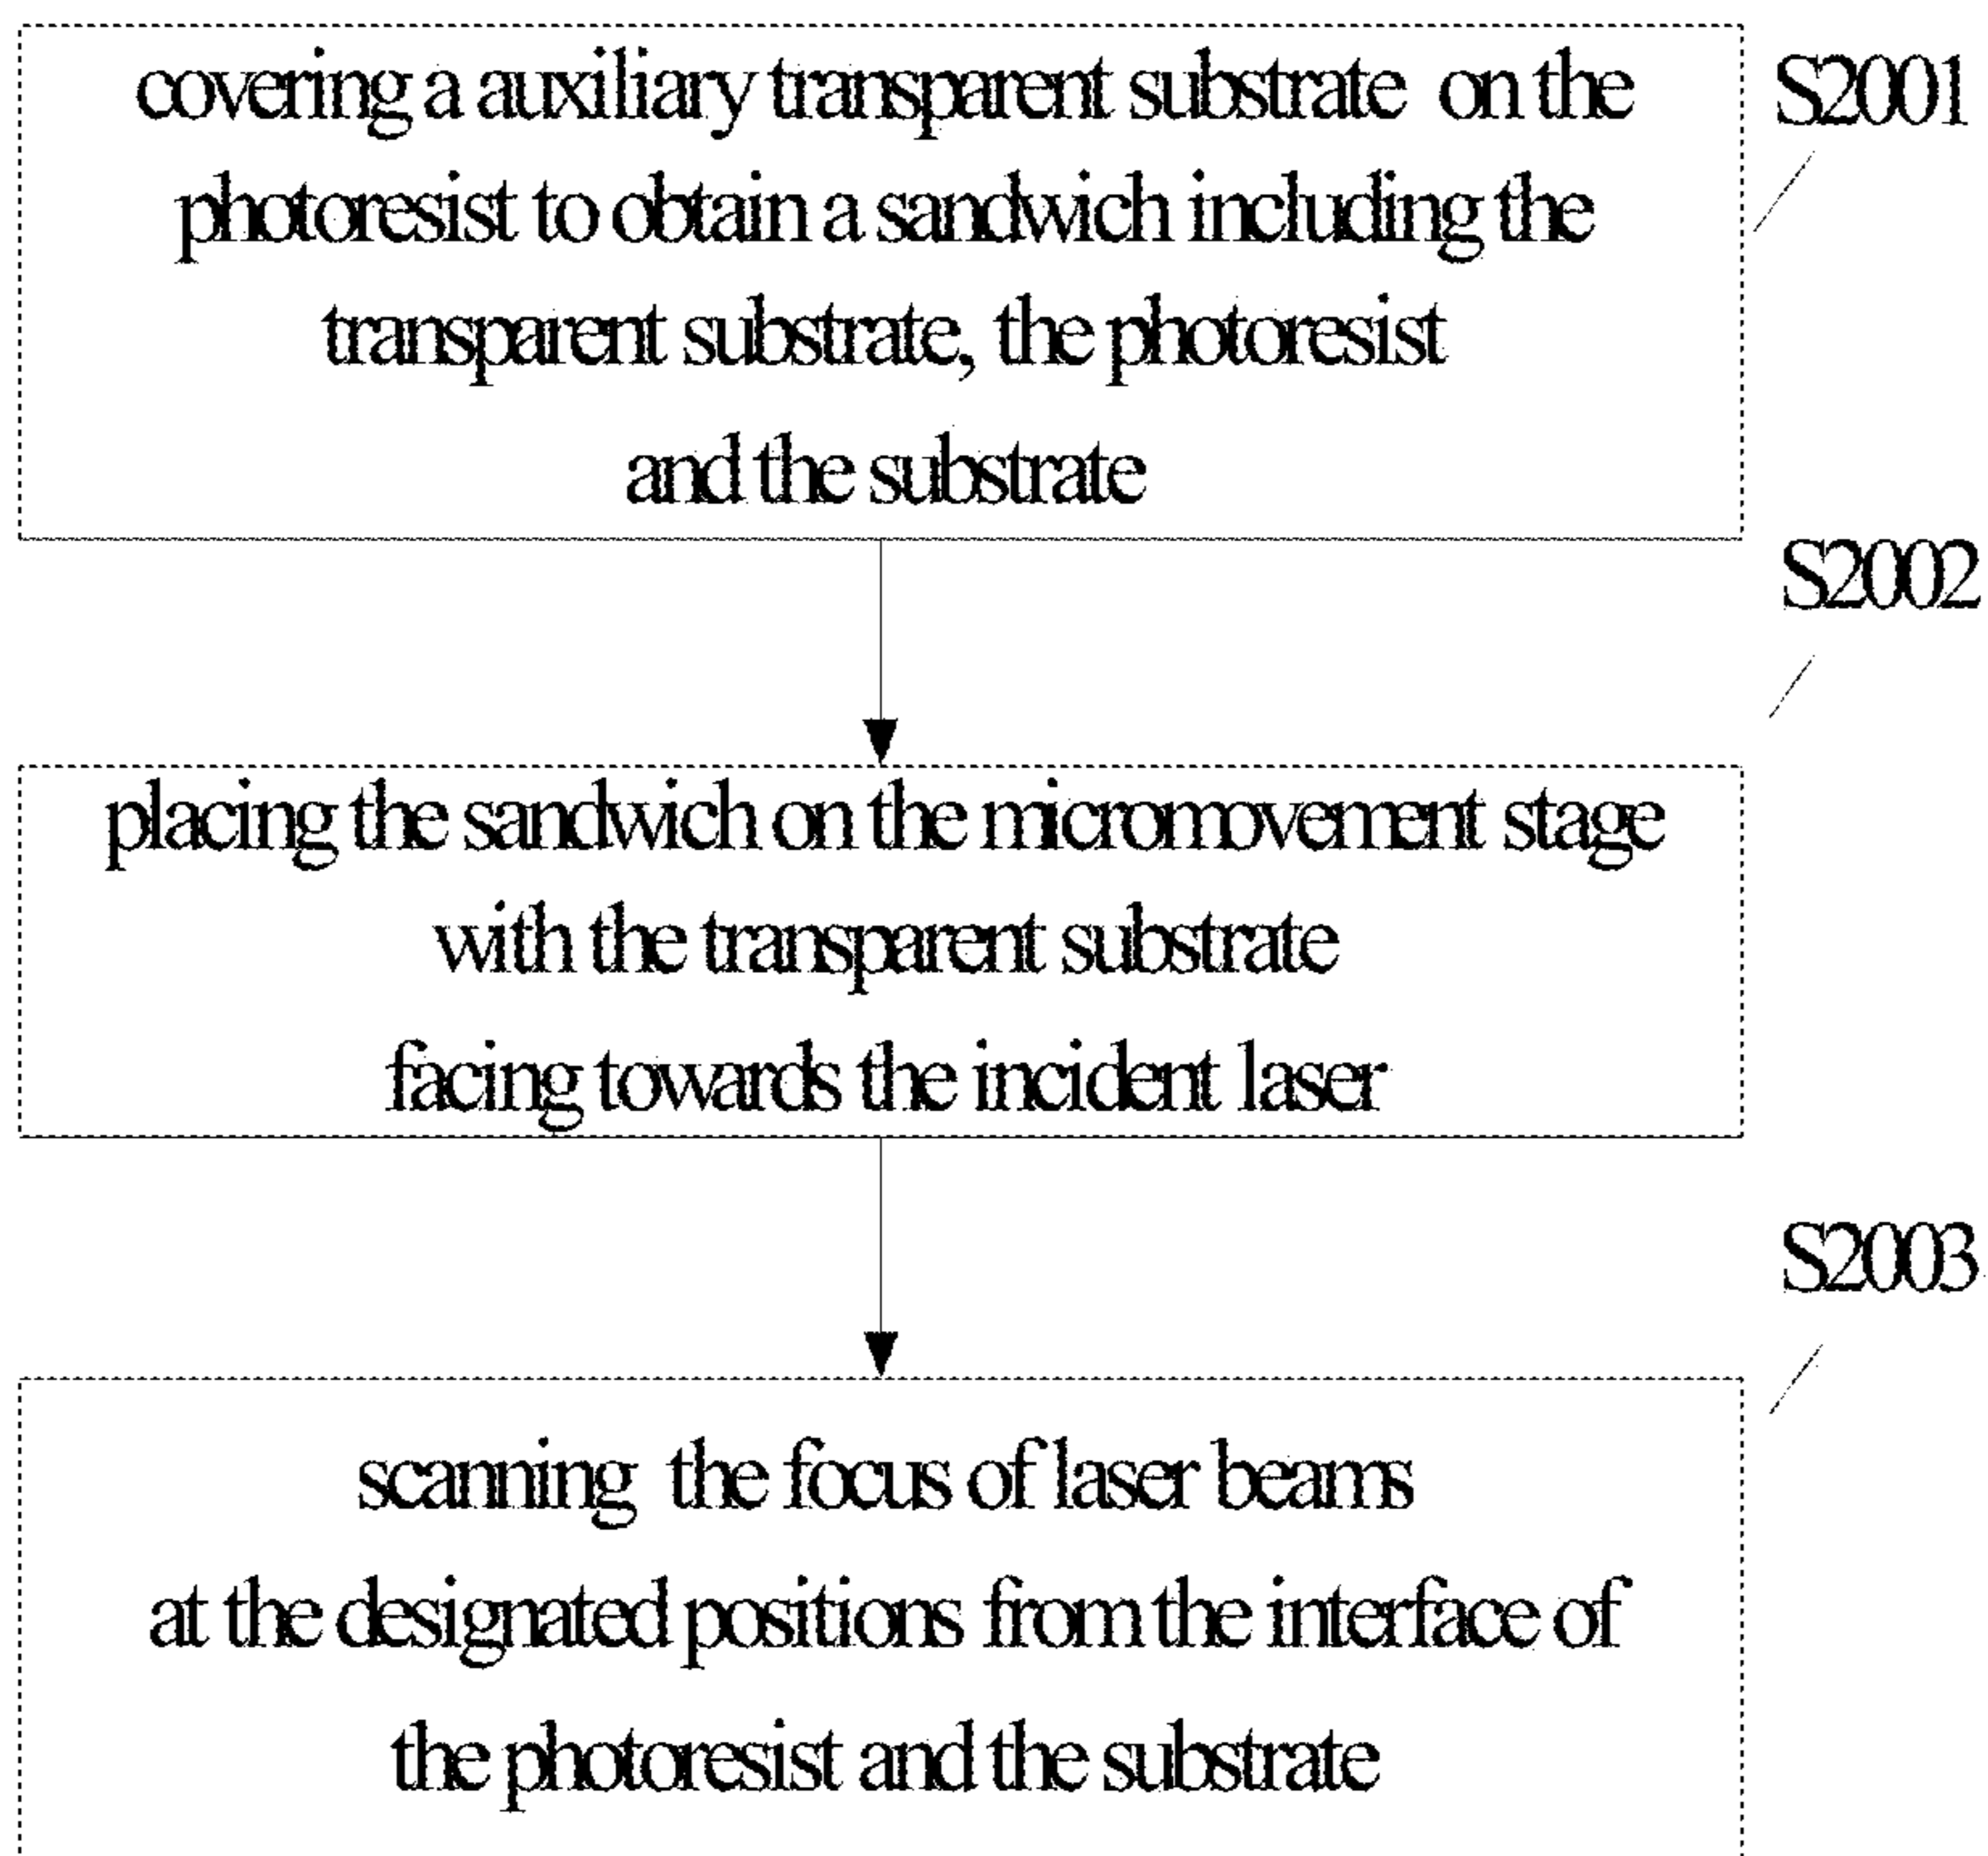 covering a auxiliary transparent substrate on the
S2001
photoresist to obtain a sandwich including the
transparent substrate, the photoresist
and the substrate
S2002
placing the sandwich on the micromovement stage
with the transparent substrate
facing towards the incident laser
S2003
scanning the focus of laser beams
at the designated positions from the interface of
the photoresist and the substrate